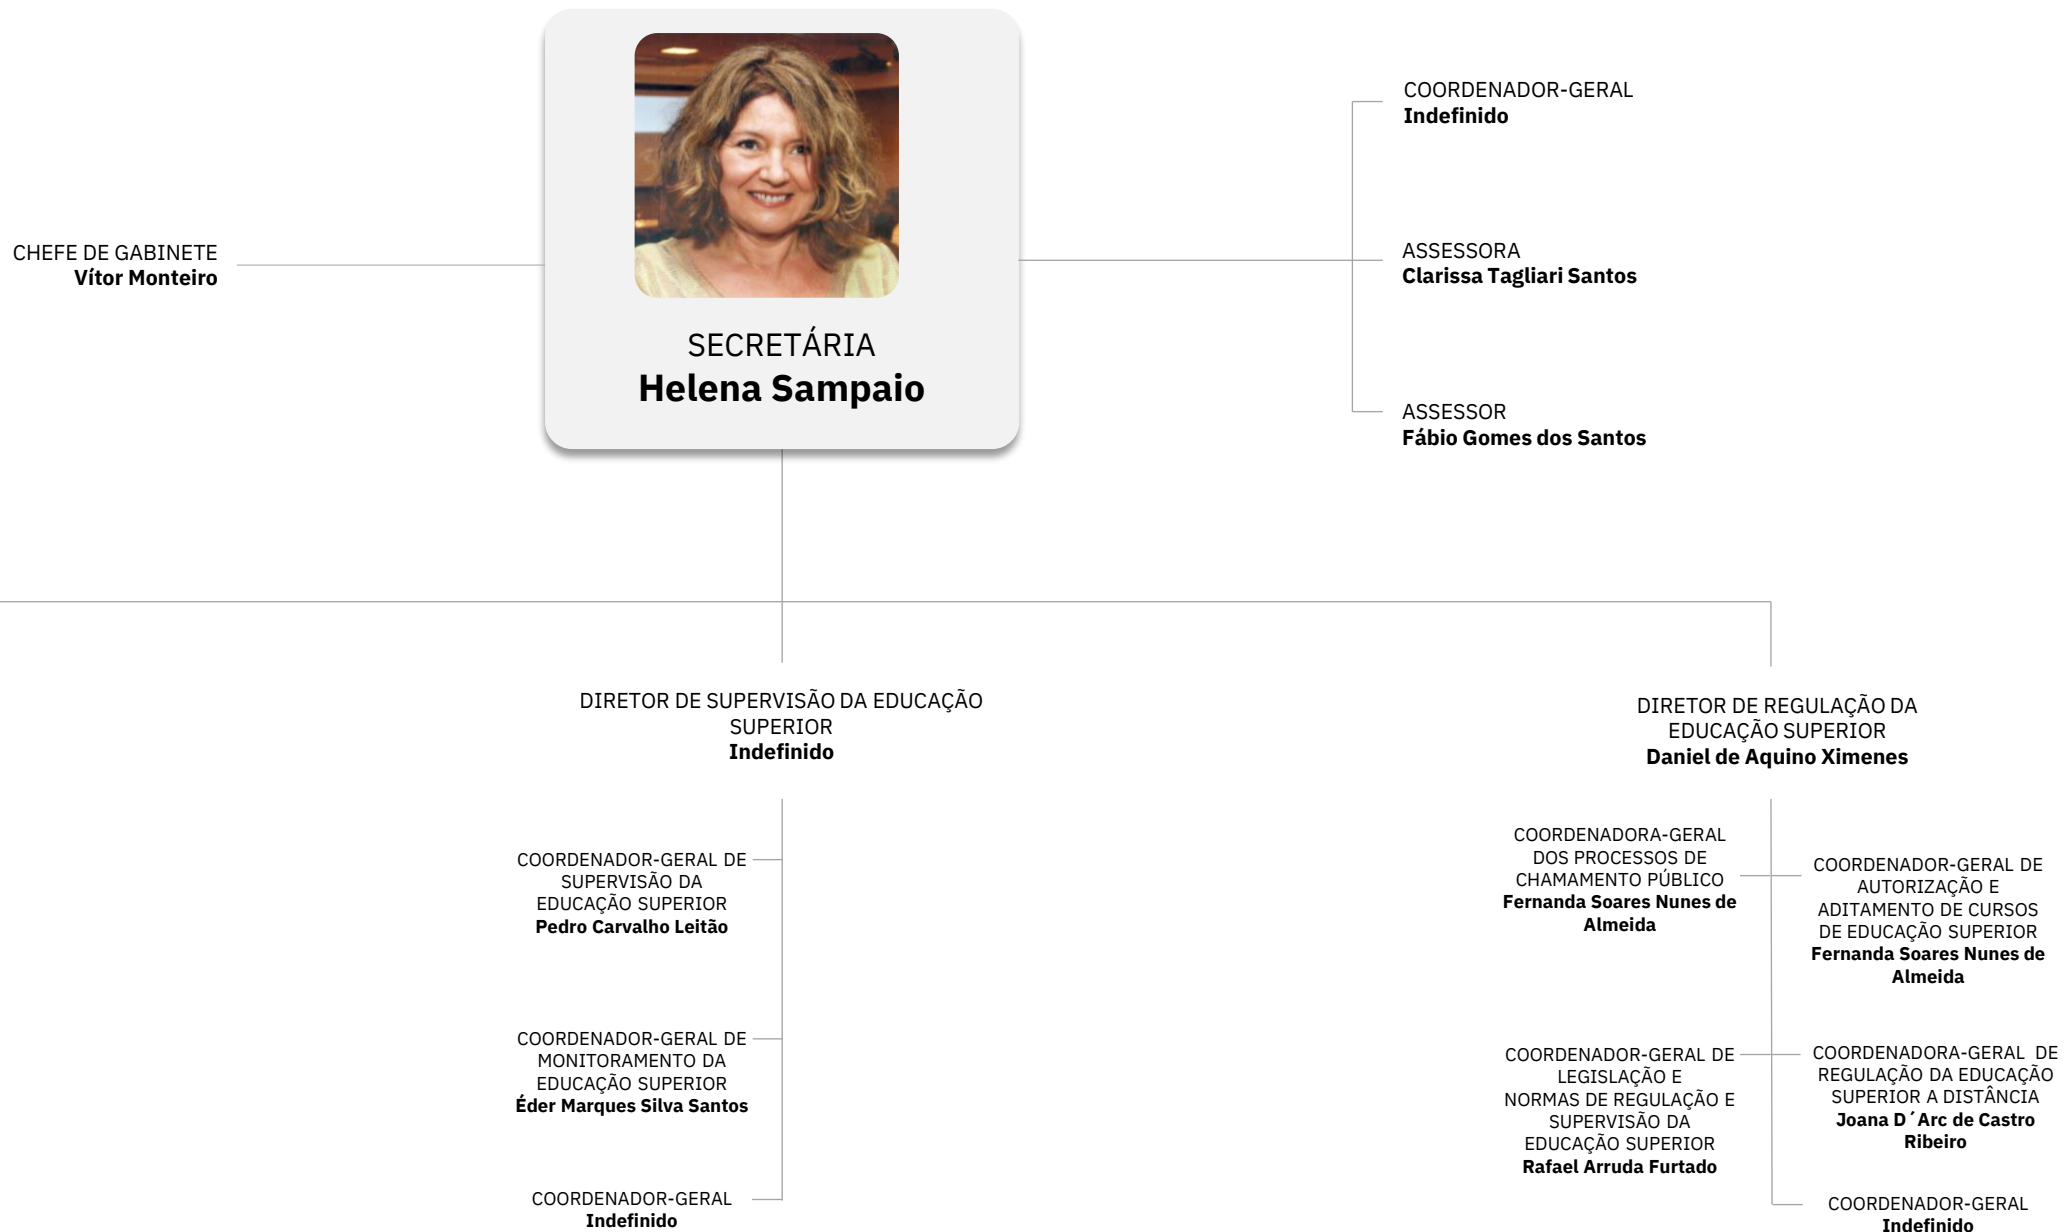 COORDENADOR-GERAL
Indefinido
CHEFE DE GABINETE
Vítor Monteiro
ASSESSORA
Clarissa Tagliari Santos
SECRETÁRIA
Helena Sampaio
ASSESSOR
Fábio Gomes dos Santos
DIRETOR DE SUPERVISÃO DA EDUCAÇÃO
SUPERIOR
Indefinido
COORDENADOR-GERAL DE
SUPERVISÃO DA
EDUCAÇÃO SUPERIOR
Pedro Carvalho Leitão
COORDENADOR-GERAL DE
MONITORAMENTO DA
EDUCAÇÃO SUPERIOR
Éder Marques Silva Santos
COORDENADOR-GERAL
Indefinido
DIRETOR DE REGULAÇÃO DA
EDUCAÇÃO SUPERIOR
Daniel de Aquino Ximenes
COORDENADORA-GERAL
DOS PROCESSOS DE
CHAMAMENTO PÚBLICO
Fernanda Soares Nunes de
Almeida
COORDENADOR-GERAL DE
AUTORIZAÇÃO E
ADITAMENTO DE CURSOS
DE EDUCAÇÃO SUPERIOR
Fernanda Soares Nunes de
Almeida
COORDENADOR-GERAL DE
LEGISLAÇÃO E
NORMAS DE REGULAÇÃO E
SUPERVISÃO DA
EDUCAÇÃO SUPERIOR
Rafael Arruda Furtado
COORDENADORA-GERAL DE
REGULAÇÃO DA EDUCAÇÃO
SUPERIOR A DISTÂNCIA
Joana D´Arc de Castro
Ribeiro
COORDENADOR-GERAL
Indefinido